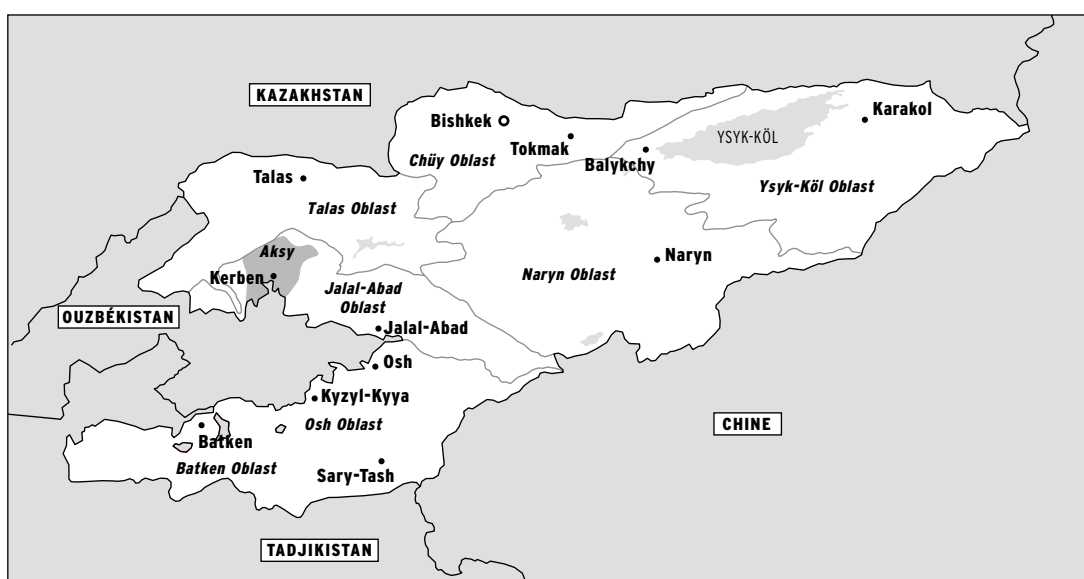 KAZAKHSTAN
Karakol
Bishkek
YSYK-KÖL
Tokmak
Chüy Oblast
Balykchy
Talas
Ysyk-Köl Oblast
Talas Oblast
Aksy
Naryn
Kerben
Naryn Oblast
Jalal-Abad
Oblast
OUZBÉKISTAN
Jalal-Abad
Osh
Kyzyl-Kyya
Osh Oblast
CHINE
Batken
Batken Oblast
Sary-Tash
TADJIKISTAN